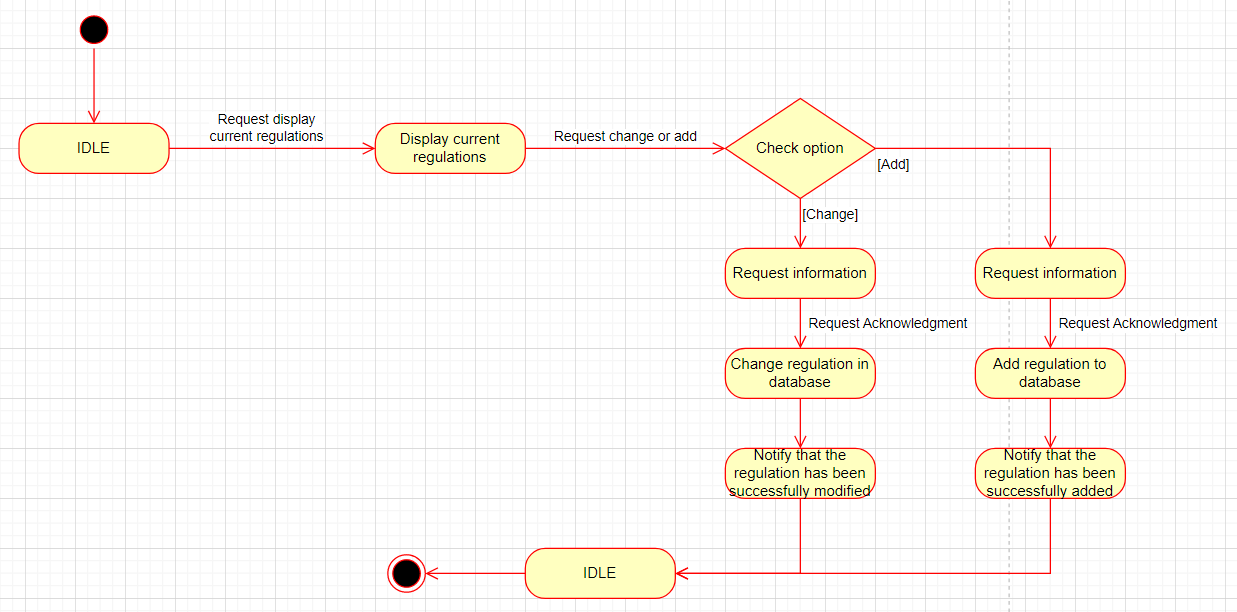 IDLE
Request display
current regulations
Display current
regulations
Request change or add
Check option
[Add]
[Change]
Request information
Request information
Request Acknowledgment
Request Acknowledgment
Change regulation in
database
Add regulation to
database
Notify that the
regulation has been
successfully modified
Notify that the
regulation has been
successfully added
IDLE